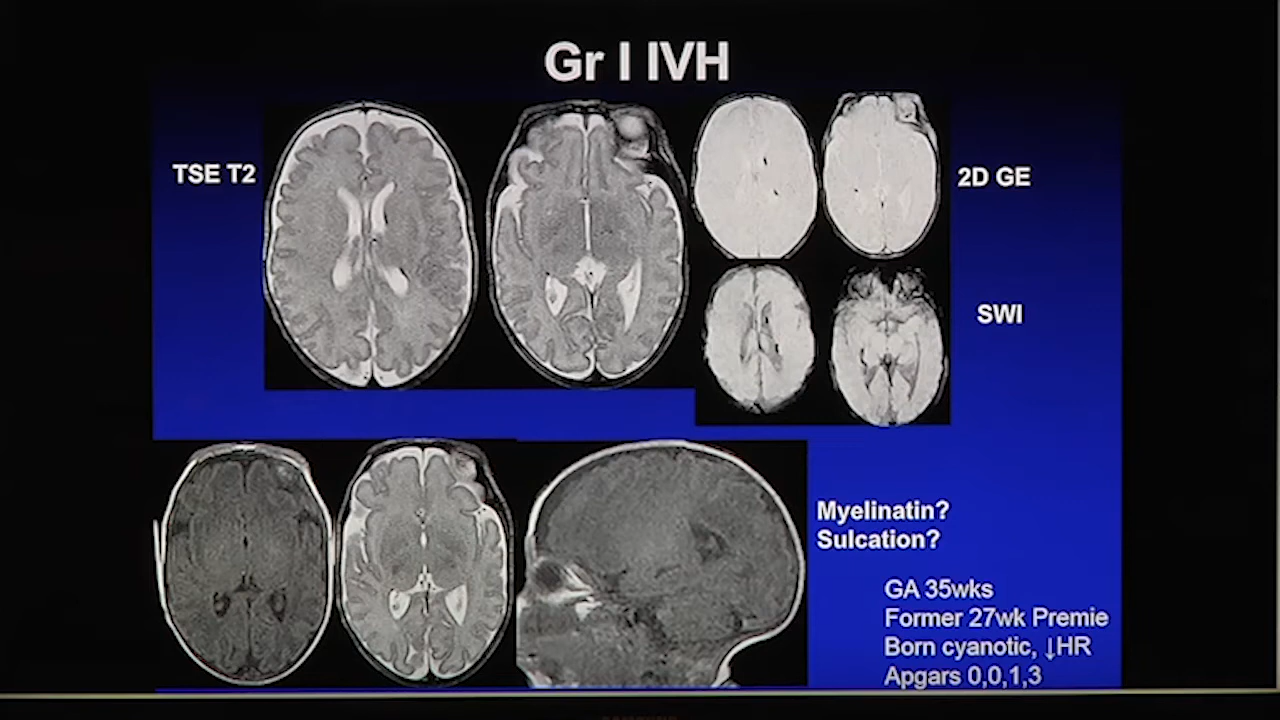 Gr I IVH
TSE T2
2D GE
SWI
Myelinatin?
Sulcation?
GA 35wks
Former 27wk Premie
Born cyanotic, ↓HR
Apgars 0,0,1,3